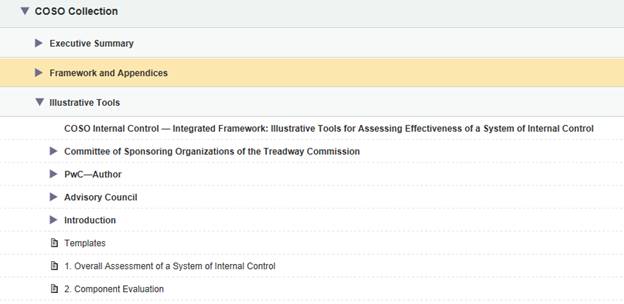 COSO Collection
Executive Summary
Framework and Appendices
Illustrative Tools
COSO Internal Control — Integrated Framework: Illustrative Tools for Assessing Effectiveness of a System of Internal Control
Committee of Sponsoring Organizations of the Treadway Commission
PwC—Author
Advisory Council
Introduction
Templates
1. Overall Assessment of a System of Internal Control
2. Component Evaluation